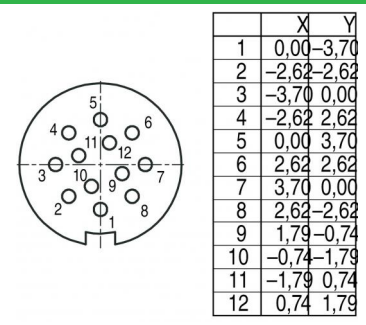 5
4 6
11 12
3 10 9 7
2 8
1
X Y
1 0,00 –3,70
2 –2,62 –2,62
3 –3,70 0,00
4 –2,62 2,62
5 0,00 3,70
6 2,62 2,62
7 3,70 0,00
8 2,62 –2,62
9 1,79 –0,74
10 –0,74 –1,79
11 –1,79 0,74
12 0,74 1,79